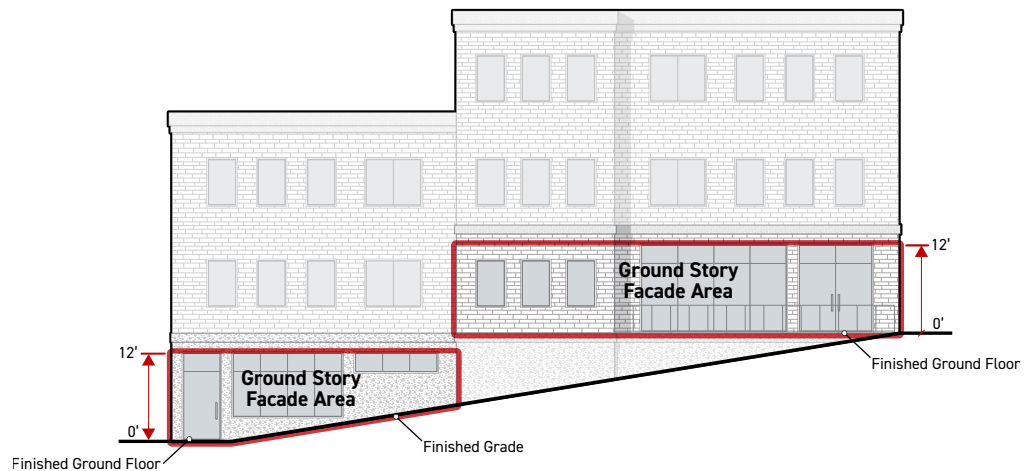 12'
Ground Story
Facade Area
0'
Finished Ground Floor
12'
Ground Story
Facade Area
0'
Finished Grade
Finished Ground Floor